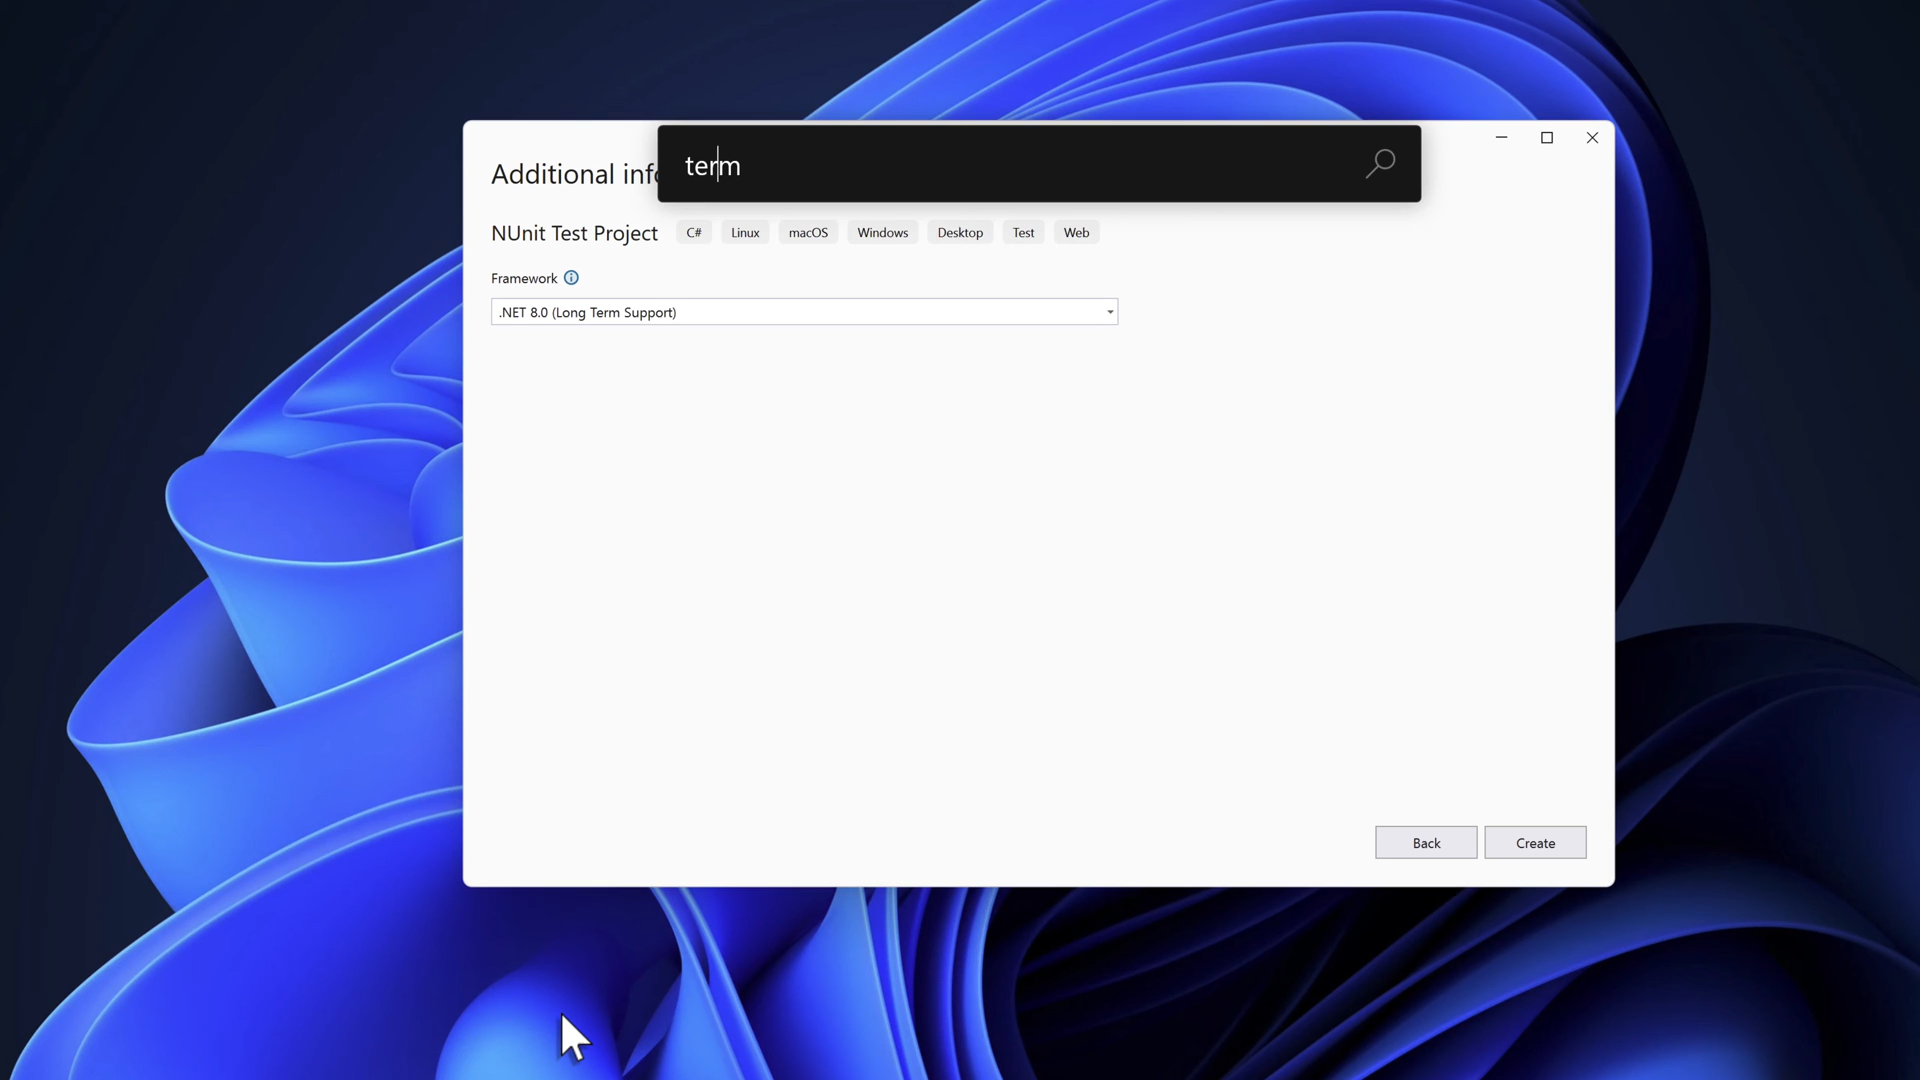 Additional info
term
NUnit Test Project C# Linux macOS Windows Desktop Test Web
Framework
.NET 8.0 (Long Term Support)
Back Create